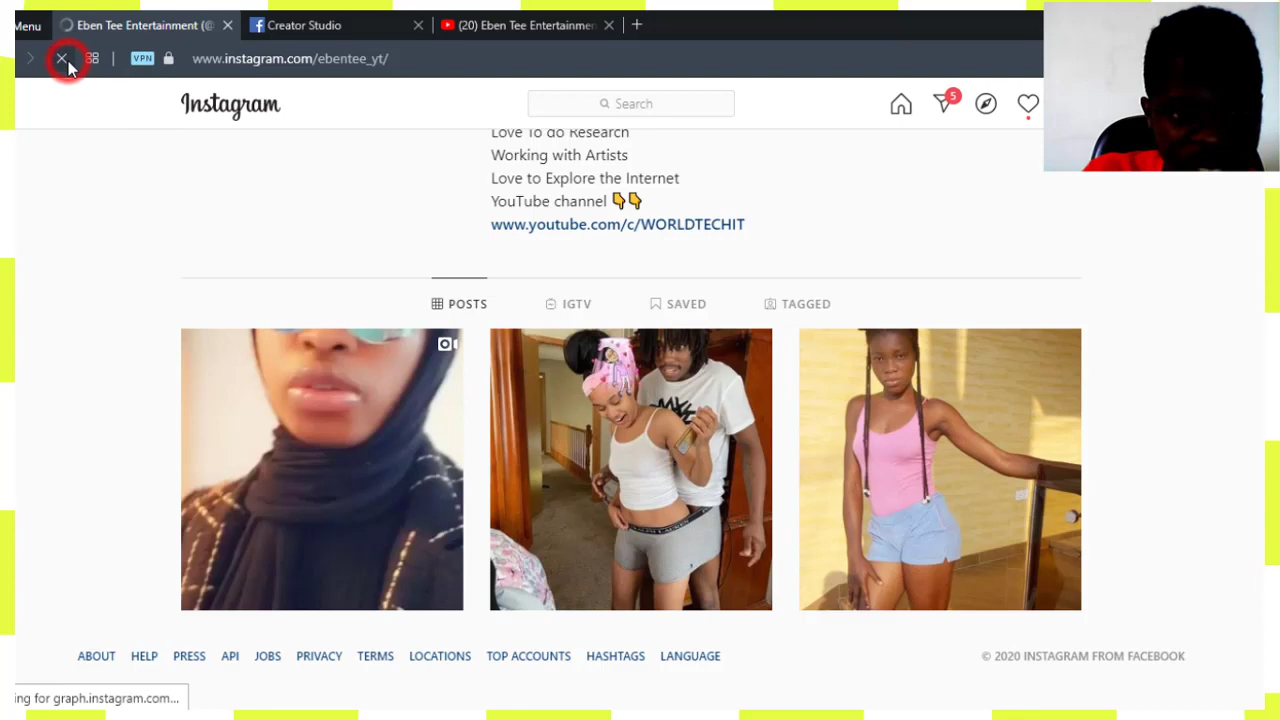 Menu
Eben Tee Entertainment (@
Creator Studio
(20) Eben Tee Entertainmen
VPN
www.instagram.com/ebentee_yt/
Instagram
Search
5
Love To do Research
Working with Artists
Love to Explore the Internet
YouTube channel 👇👇
www.youtube.com/c/WORLDTECHIT
POSTS
IGTV
SAVED
TAGGED
ABOUT HELP PRESS API JOBS PRIVACY TERMS LOCATIONS TOP ACCOUNTS HASHTAGS LANGUAGE
© 2020 INSTAGRAM FROM FACEBOOK
ing for graph.instagram.com...